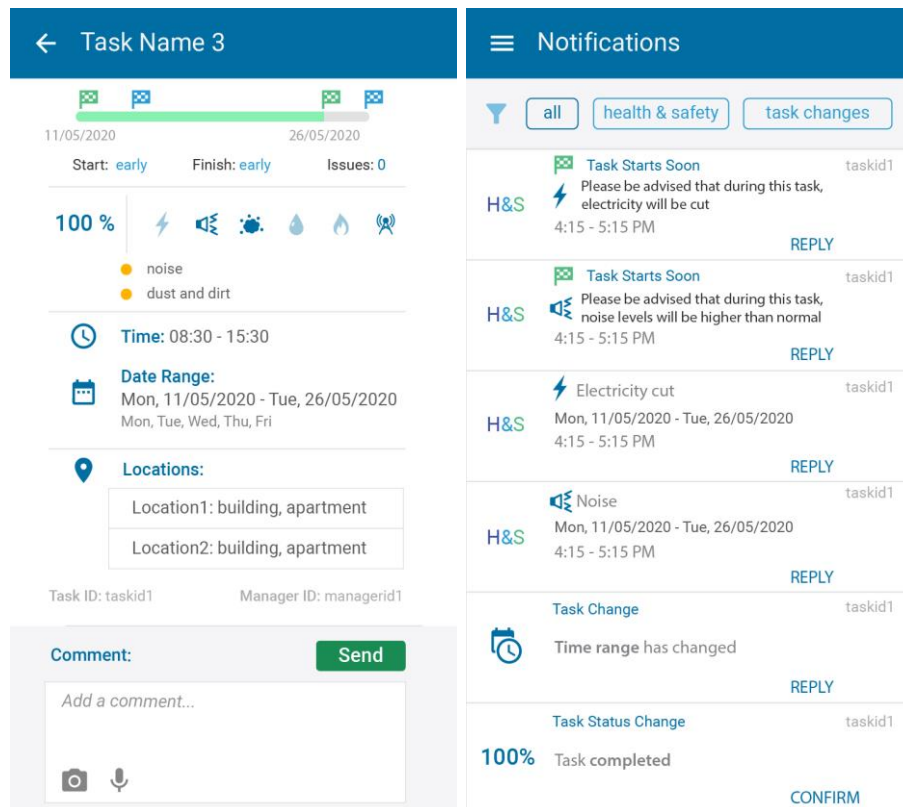 Task Name 3
11/05/2020 26/05/2020
Start: early Finish: early Issues: 0
100 %
noise
dust and dirt
Time: 08:30 - 15:30
Date Range:
Mon, 11/05/2020 - Tue, 26/05/2020
Mon, Tue, Wed, Thu, Fri
Locations:
Location1: building, apartment
Location2: building, apartment
Task ID: taskid1 Manager ID: managerid1
Comment: Send
Add a comment...
Notifications
all health & safety task changes
Task Starts Soon taskid1
Please be advised that during this task,
H&S electricity will be cut
4:15 - 5:15 PM
REPLY
Task Starts Soon taskid1
Please be advised that during this task,
H&S noise levels will be higher than normal
4:15 - 5:15 PM
REPLY
Electricity cut taskid1
H&S Mon, 11/05/2020 - Tue, 26/05/2020
4:15 - 5:15 PM
REPLY
Noise taskid1
H&S Mon, 11/05/2020 - Tue, 26/05/2020
4:15 - 5:15 PM
REPLY
Task Change taskid1
Time range has changed
REPLY
Task Status Change taskid1
100% Task completed
CONFIRM